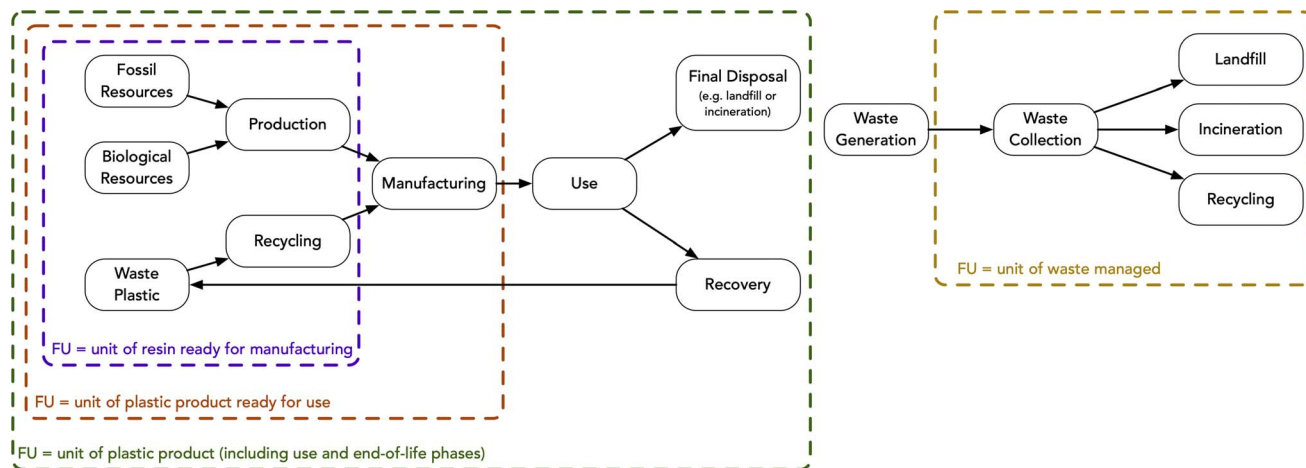 Fossil
Resources
Biological
Resources
Production
Waste
Plastic
Recycling
Manufacturing
Use
Final Disposal
(e.g. landfill or
incineration)
Recovery
FU = unit of resin ready for manufacturing
FU = unit of plastic product ready for use
FU = unit of plastic product (including use and end-of-life phases)
Waste
Generation
Waste
Collection
Landfill
Incineration
Recycling
FU = unit of waste managed